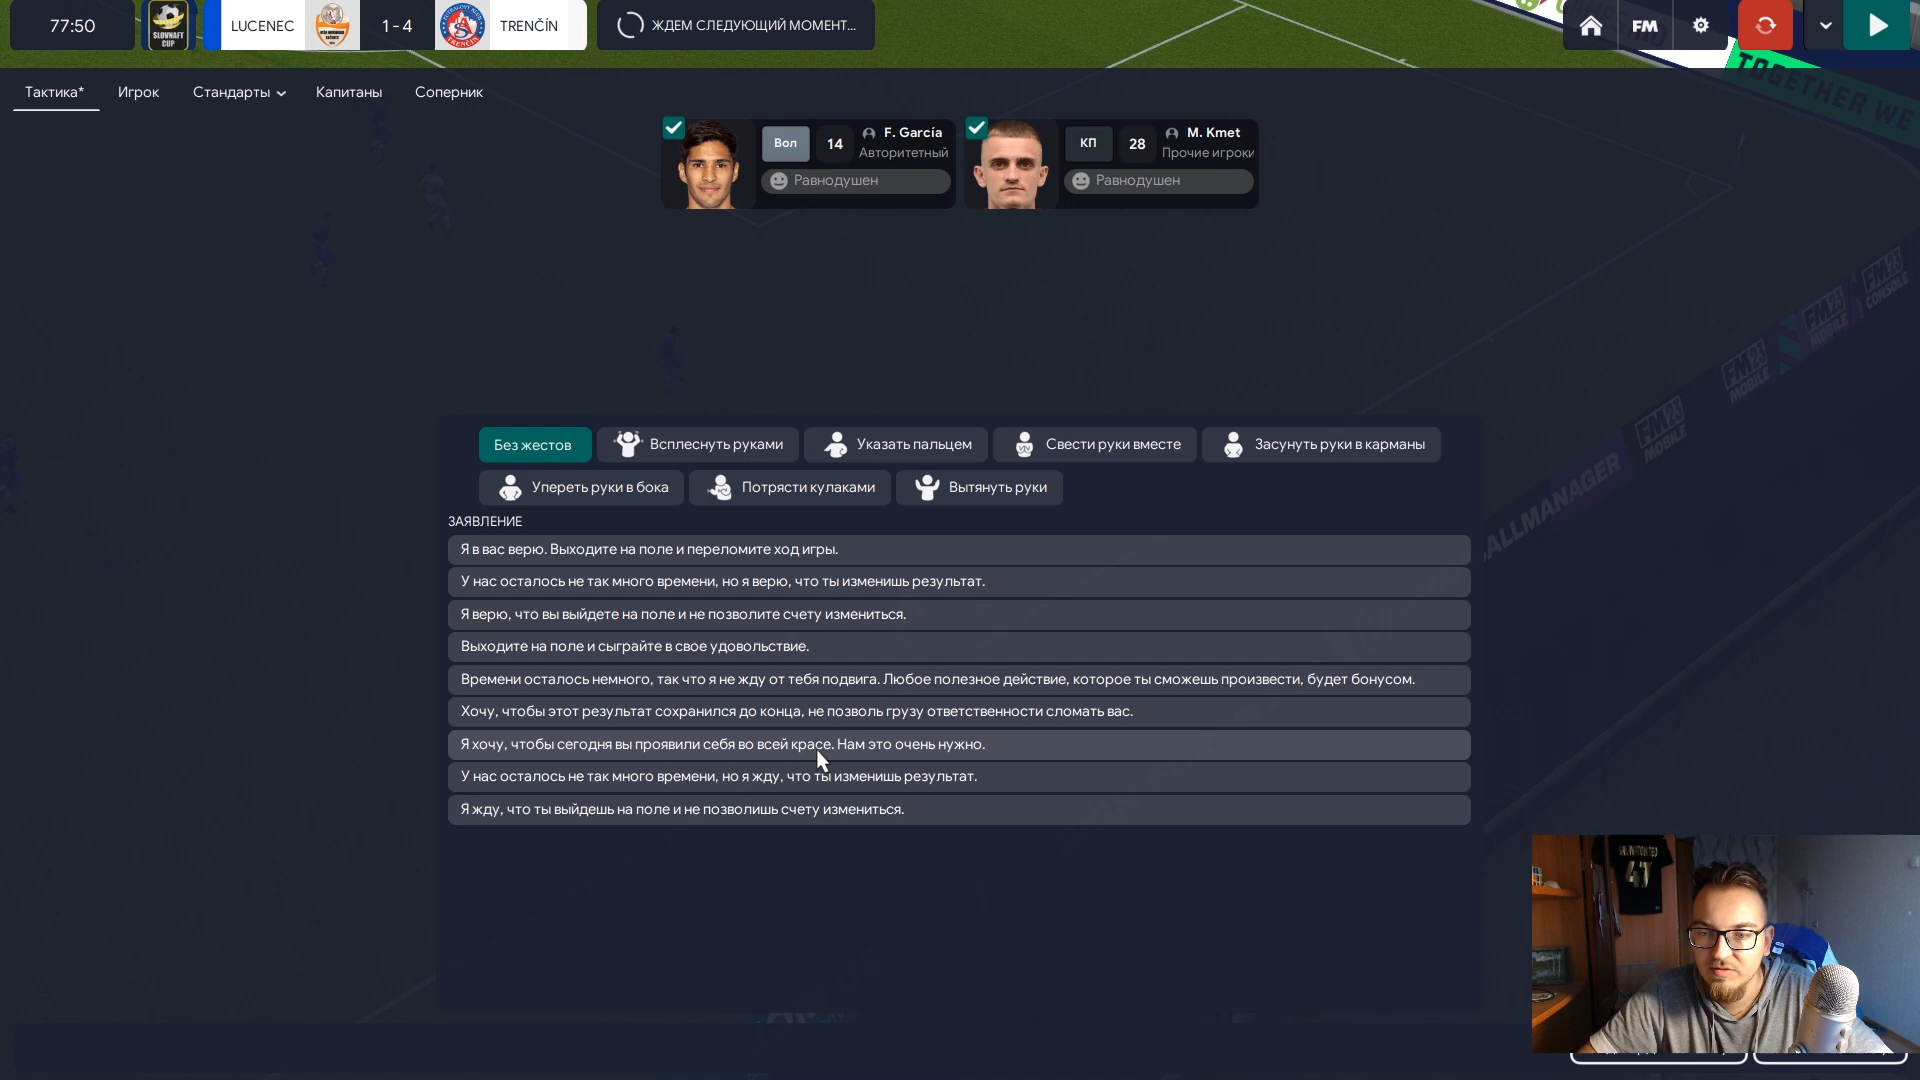 77:50
SLOVNAFT CUP
LUCENEC
1 - 4
TRENČÍN
ЖДЕМ СЛЕДУЮЩИЙ МОМЕНТ...
FM
TOGETHER WE
Тактика*
Игрок
Стандарты
Капитаны
Соперник
Вол
14
F. García
Авторитетный
Равнодушен
КП
28
M. Kmet
Прочие игроки
Равнодушен
FM23 CONSOLE
FM23 MOBILE
FM23 MOBILE
FM23 MOBILE
ALLMANAGER
Без жестов
Всплеснуть руками
Указать пальцем
Свести руки вместе
Засунуть руки в карманы
Упереть руки в бока
Потрясти кулаками
Вытянуть руки
ЗАЯВЛЕНИЕ
Я в вас верю. Выходите на поле и переломите ход игры.
У нас осталось не так много времени, но я верю, что ты изменишь результат.
Я верю, что вы выйдете на поле и не позволите счету измениться.
Выходите на поле и сыграйте в свое удовольствие.
Времени осталось немного, так что я не жду от тебя подвига. Любое полезное действие, которое ты сможешь произвести, будет бонусом.
Хочу, чтобы этот результат сохранился до конца, не позволь грузу ответственности сломать вас.
Я хочу, чтобы сегодня вы проявили себя во всей красе. Нам это очень нужно.
У нас осталось не так много времени, но я жду, что ты изменишь результат.
Я жду, что ты выйдешь на поле и не позволишь счету измениться.
47